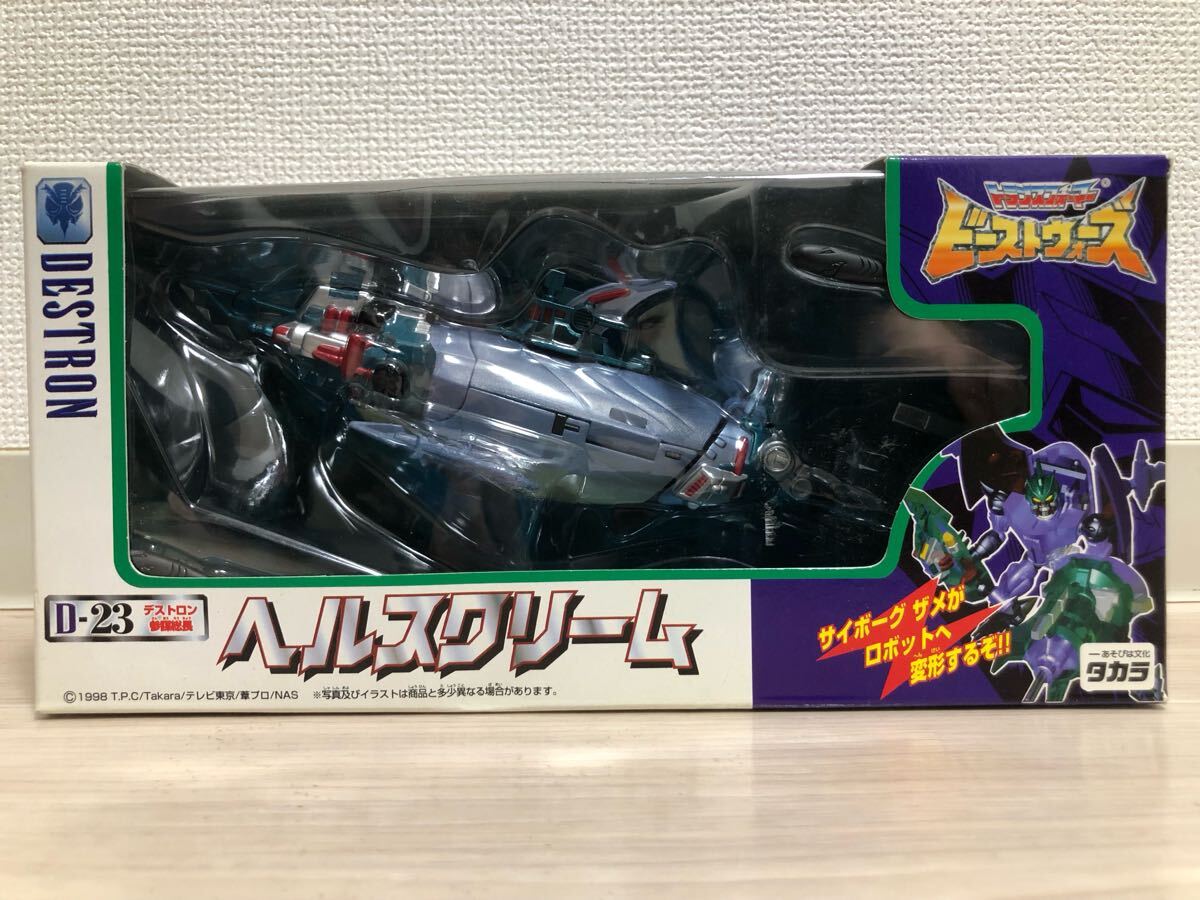 DESTRON
トランスフォーマー®
ビーストウォーズ
D-23
デストロン
参謀総長
ヘルスクリーム
サイボーグ ザメが
ロボットへ
変形するぞ!!
あそびは文化
タカラ
©1998 T.P.C/Takara/テレビ東京/葦プロ/NAS ※写真及びイラストは商品と多少異なる場合があります。